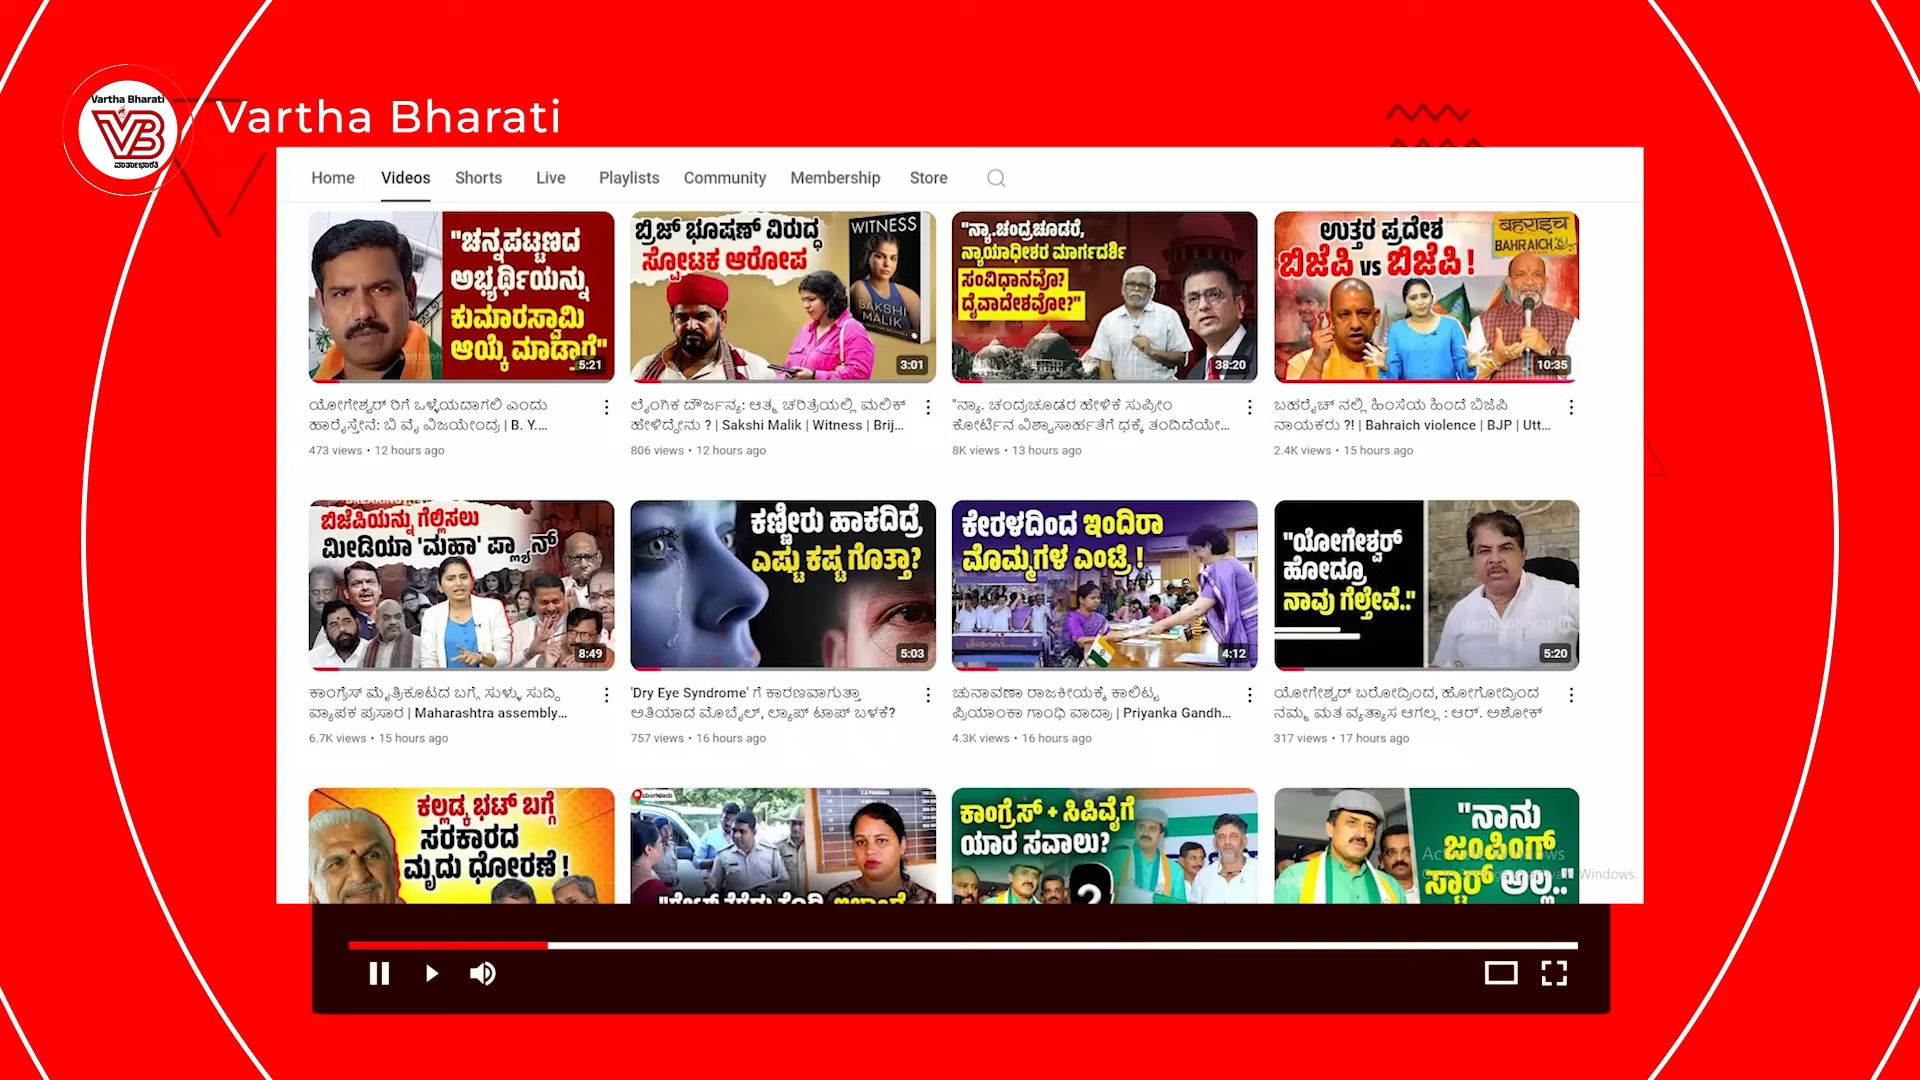 Vartha Bharati
VB
ವಾರ್ತಾಭಾರತಿ
Vartha Bharati
Home Videos Shorts Live Playlists Community Membership Store
"ಚನ್ನಪಟ್ಟಣದ
ಅಭ್ಯರ್ಥಿಯನ್ನು
ಕುಮಾರಸ್ವಾಮಿ
ಆಯ್ಕೆ ಮಾಡ್ತಾರೆ"
5:21
ಯೋಗೇಶ್ವರ್ ರಿಗೆ ಒಳ್ಳೆಯದಾಗಲಿ ಎಂದು
ಹಾರೈಸ್ತೇನೆ: ಬಿ ವೈ ವಿಜಯೇಂದ್ರ | B. Y....
473 views • 12 hours ago
ಬ್ರಿಜ್ ಭೂಷಣ್ ವಿರುದ್ಧ
ಸ್ಪೋಟಕ ಆರೋಪ
WITNESS
SAKSHI
MALIK
3:01
ಲೈಂಗಿಕ ದೌರ್ಜನ್ಯ: ಆತ್ಮ ಚರಿತ್ರೆಯಲ್ಲಿ ಮಲಿಕ್
ಹೇಳಿದ್ದೇನು ? | Sakshi Malik | Witness | Brij...
806 views • 12 hours ago
"ನ್ಯಾ.ಚಂದ್ರಚೂಡರೆ,
ನ್ಯಾಯಾಧೀಶರ ಮಾರ್ಗದರ್ಶಿ
ಸಂವಿಧಾನವೊ?
ದೈವಾದೇಶವೋ?"
38:20
"ನ್ಯಾ. ಚಂದ್ರಚೂಡರ ಹೇಳಿಕೆ ಸುಪ್ರೀಂ
ಕೋರ್ಟಿನ ವಿಶ್ವಾಸಾರ್ಹತೆಗೆ ಧಕ್ಕೆ ತಂದಿದೆಯೇ...
8K views • 13 hours ago
ಉತ್ತರ ಪ್ರದೇಶ
ಬಿಜೆಪಿ vs ಬಿಜೆಪಿ !
बहराइच
BAHRAICH
10:35
ಬಹರೈಚ್ ನಲ್ಲಿ ಹಿಂಸೆಯ ಹಿಂದೆ ಬಿಜೆಪಿ
ನಾಯಕರು ?! | Bahraich violence | BJP | Utt...
2.4K views • 15 hours ago
ಬಿಜೆಪಿಯನ್ನು ಗೆಲ್ಲಿಸಲು
ಮೀಡಿಯಾ 'ಮಹಾ' ಪ್ಲ್ಯಾನ್
8:49
ಕಾಂಗ್ರೆಸ್ ಮೈತ್ರಿಕೂಟದ ಬಗ್ಗೆ ಸುಳ್ಳು ಸುದ್ದಿ
ವ್ಯಾಪಕ ಪ್ರಸಾರ | Maharashtra assembly...
6.7K views • 15 hours ago
ಕಣ್ಣೀರು ಹಾಕದಿದ್ರೆ
ಎಷ್ಟು ಕಷ್ಟ ಗೊತ್ತಾ?
5:03
'Dry Eye Syndrome' ಗೆ ಕಾರಣವಾಗುತ್ತಾ
ಅತಿಯಾದ ಮೊಬೈಲ್, ಲ್ಯಾಪ್ ಟಾಪ್ ಬಳಕೆ?
757 views • 16 hours ago
ಕೇರಳದಿಂದ ಇಂದಿರಾ
ಮೊಮ್ಮಗಳ ಎಂಟ್ರಿ !
4:12
ಚುನಾವಣಾ ರಾಜಕೀಯಕ್ಕೆ ಕಾಲಿಟ್ಟ
ಪ್ರಿಯಾಂಕಾ ಗಾಂಧಿ ವಾದ್ರಾ | Priyanka Gandh...
4.3K views • 16 hours ago
"ಯೋಗೇಶ್ವರ್
ಹೋದ್ರೂ
ನಾವು ಗೆಲ್ತೇವೆ.."
5:20
ಯೋಗೇಶ್ವರ್ ಬರೋದ್ರಿಂದ, ಹೋಗೋದ್ರಿಂದ
ನಮ್ಮ ಮತ ವ್ಯತ್ಯಾಸ ಆಗಲ್ಲ : ಆರ್. ಅಶೋಕ್
317 views • 17 hours ago
ಕಲ್ಲಡ್ಕ ಭಟ್ ಬಗ್ಗೆ
ಸರಕಾರದ
ಮೃದು ಧೋರಣೆ !
ಕಾಂಗ್ರೆಸ್ + ಸಿಪಿವೈಗೆ
ಯಾರ ಸವಾಲು?
?
"ನಾನು
ಜಂಪಿಂಗ್
ಸ್ಟಾರ್ ಅಲ್ಲ.."
Windows.